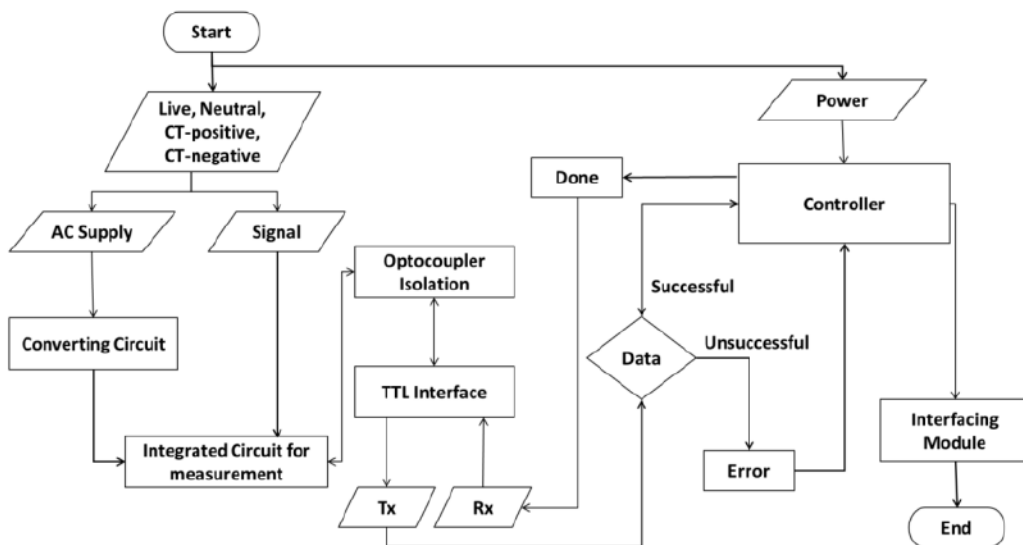 Start
Live, Neutral,
CT-positive,
CT-negative
Power
Done
Controller
AC Supply
Signal
Optocoupler
Isolation
Successful
Unsuccessful
Converting Circuit
Data
TTL Interface
Interfacing
Module
Integrated Circuit for
measurement
Error
Tx
Rx
End